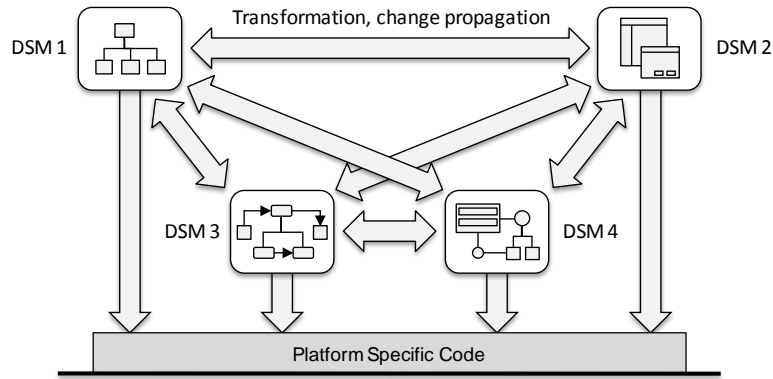 Transformation, change propagation
DSM 1
DSM 2
DSM 3
DSM 4
Platform Specific Code